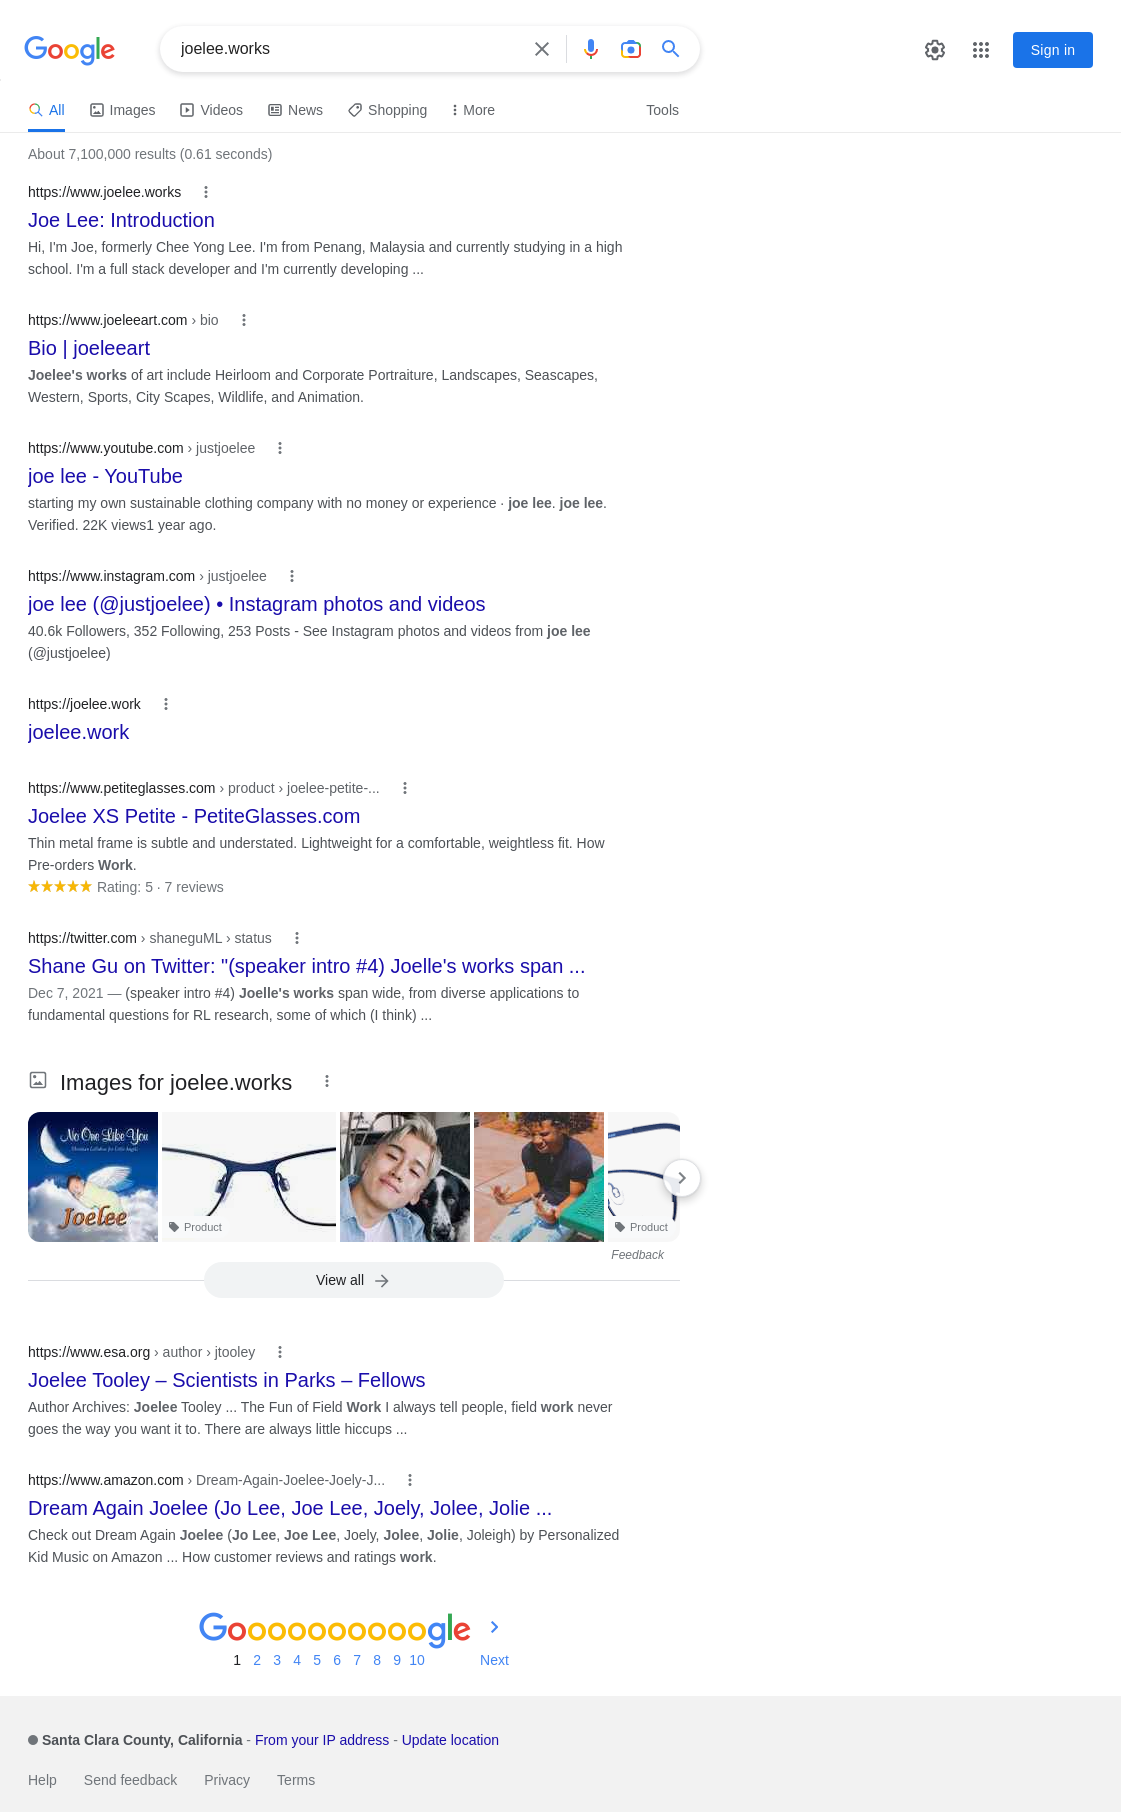 Google
joelee.works
Sign in
All Images Videos News Shopping More Tools
About 7,100,000 results (0.61 seconds)
https://www.joelee.works
Joe Lee: Introduction
Hi, I'm Joe, formerly Chee Yong Lee. I'm from Penang, Malaysia and currently studying in a high
school. I'm a full stack developer and I'm currently developing ...
https://www.joeleeart.com › bio
Bio | joeleeart
Joelee's works of art include Heirloom and Corporate Portraiture, Landscapes, Seascapes,
Western, Sports, City Scapes, Wildlife, and Animation.
https://www.youtube.com › justjoelee
joe lee - YouTube
starting my own sustainable clothing company with no money or experience · joe lee. joe lee.
Verified. 22K views1 year ago.
https://www.instagram.com › justjoelee
joe lee (@justjoelee) • Instagram photos and videos
40.6k Followers, 352 Following, 253 Posts - See Instagram photos and videos from joe lee
(@justjoelee)
https://joelee.work
joelee.work
https://www.petiteglasses.com › product › joelee-petite-...
Joelee XS Petite - PetiteGlasses.com
Thin metal frame is subtle and understated. Lightweight for a comfortable, weightless fit. How
Pre-orders Work.
Rating: 5 · 7 reviews
https://twitter.com › shaneguML › status
Shane Gu on Twitter: "(speaker intro #4) Joelle's works span ...
Dec 7, 2021 — (speaker intro #4) Joelle's works span wide, from diverse applications to
fundamental questions for RL research, some of which (I think) ...
Images for joelee.works
No One Like You
Christian Lullabies for Little Angels
Joelee
Product
Product
Feedback
View all
https://www.esa.org › author › jtooley
Joelee Tooley – Scientists in Parks – Fellows
Author Archives: Joelee Tooley ... The Fun of Field Work I always tell people, field work never
goes the way you want it to. There are always little hiccups ...
https://www.amazon.com › Dream-Again-Joelee-Joely-J...
Dream Again Joelee (Jo Lee, Joe Lee, Joely, Jolee, Jolie ...
Check out Dream Again Joelee (Jo Lee, Joe Lee, Joely, Jolee, Jolie, Joleigh) by Personalized
Kid Music on Amazon ... How customer reviews and ratings work.
Goooooooooogle
1 2 3 4 5 6 7 8 9 10 Next
Santa Clara County, California - From your IP address - Update location
Help Send feedback Privacy Terms